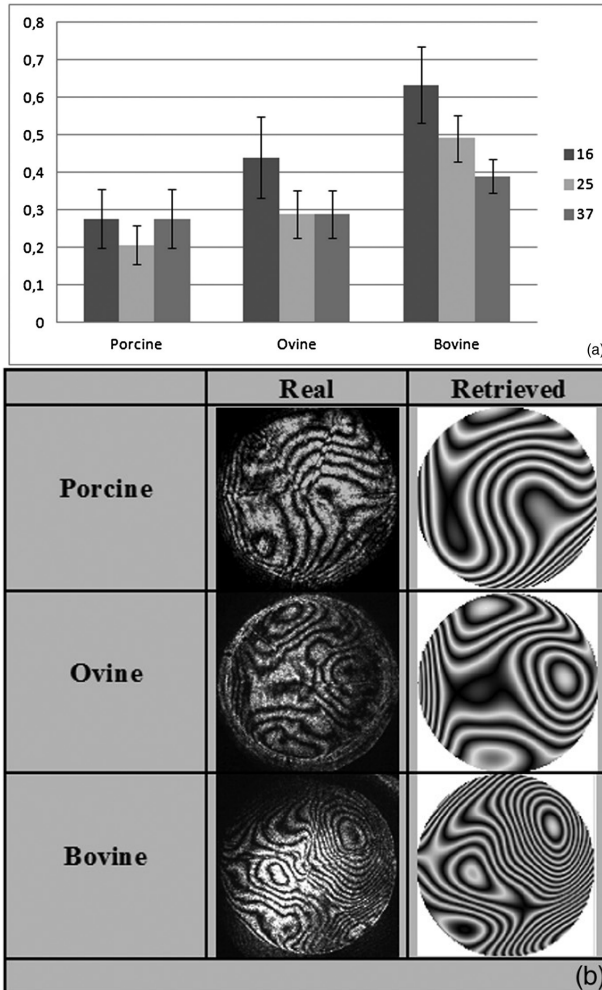 0,8
0,7
0,6
0,5
0,4
0,3
0,2
0,1
0
16
25
37
Porcine Ovine Bovine
(a)
Real Retrieved
Porcine
Ovine
Bovine
(b)